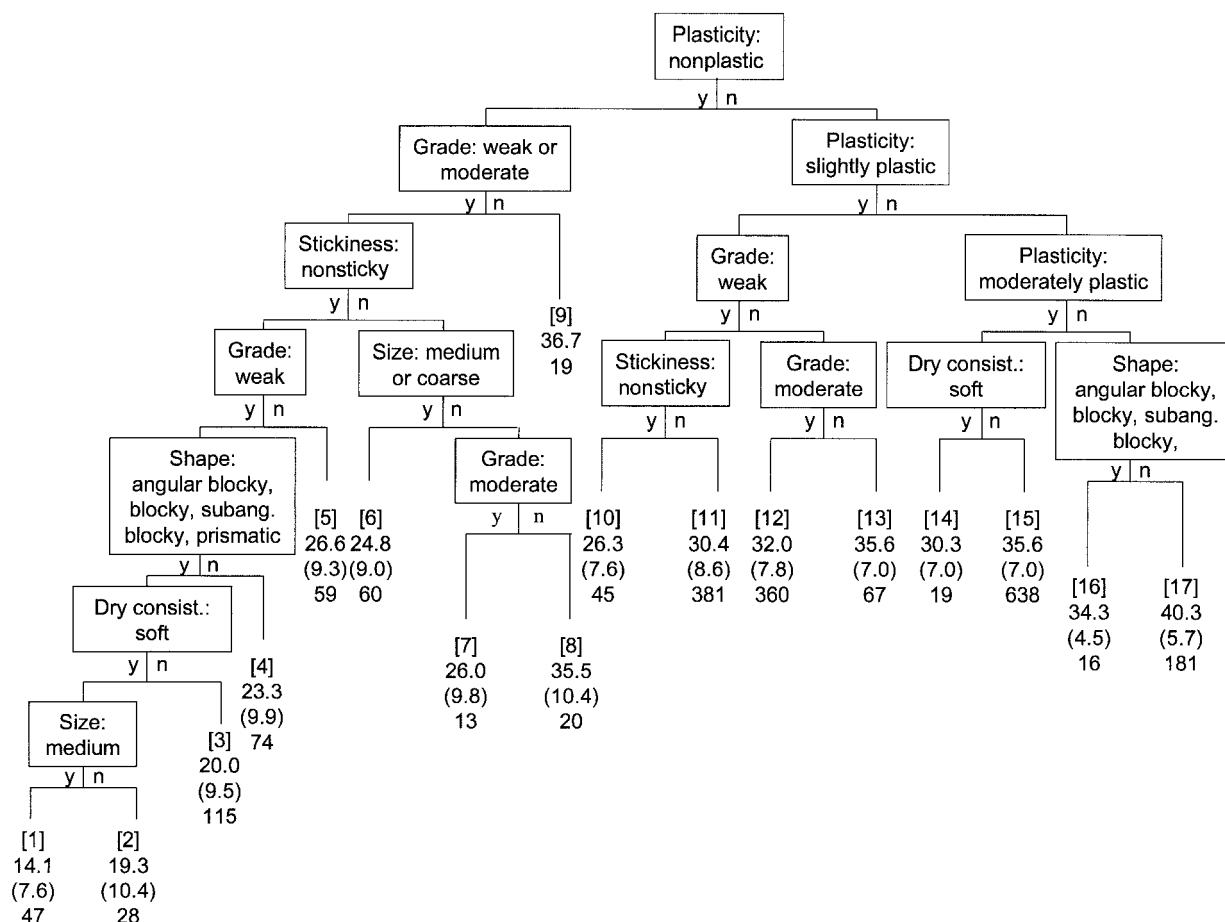 Plasticity:
nonplastic
y n
Grade: weak or
moderate
y n
Plasticity:
slightly plastic
y n
Stickiness:
nonsticky
y n
[9]
36.7
19
Grade:
weak
y n
Plasticity:
moderately plastic
y n
Grade:
weak
y n
Size: medium
or coarse
y n
Stickiness:
nonsticky
y n
Grade:
moderate
y n
Dry consist.:
soft
y n
Shape:
angular blocky,
blocky, subang.
blocky,
y n
Shape:
angular blocky,
blocky, subang.
blocky, prismatic
y n
[5]
26.6
(9.3)
59
[6]
24.8
(9.0)
60
Grade:
moderate
y n
[10]
26.3
(7.6)
45
[11]
30.4
(8.6)
381
[12]
32.0
(7.8)
360
[13]
35.6
(7.0)
67
[14]
30.3
(7.0)
19
[15]
35.6
(7.0)
638
[16]
34.3
(4.5)
16
[17]
40.3
(5.7)
181
Dry consist.:
soft
y n
[4]
23.3
(9.9)
74
[7]
26.0
(9.8)
13
[8]
35.5
(10.4)
20
Size:
medium
y n
[3]
20.0
(9.5)
115
[1]
14.1
(7.6)
47
[2]
19.3
(10.4)
28